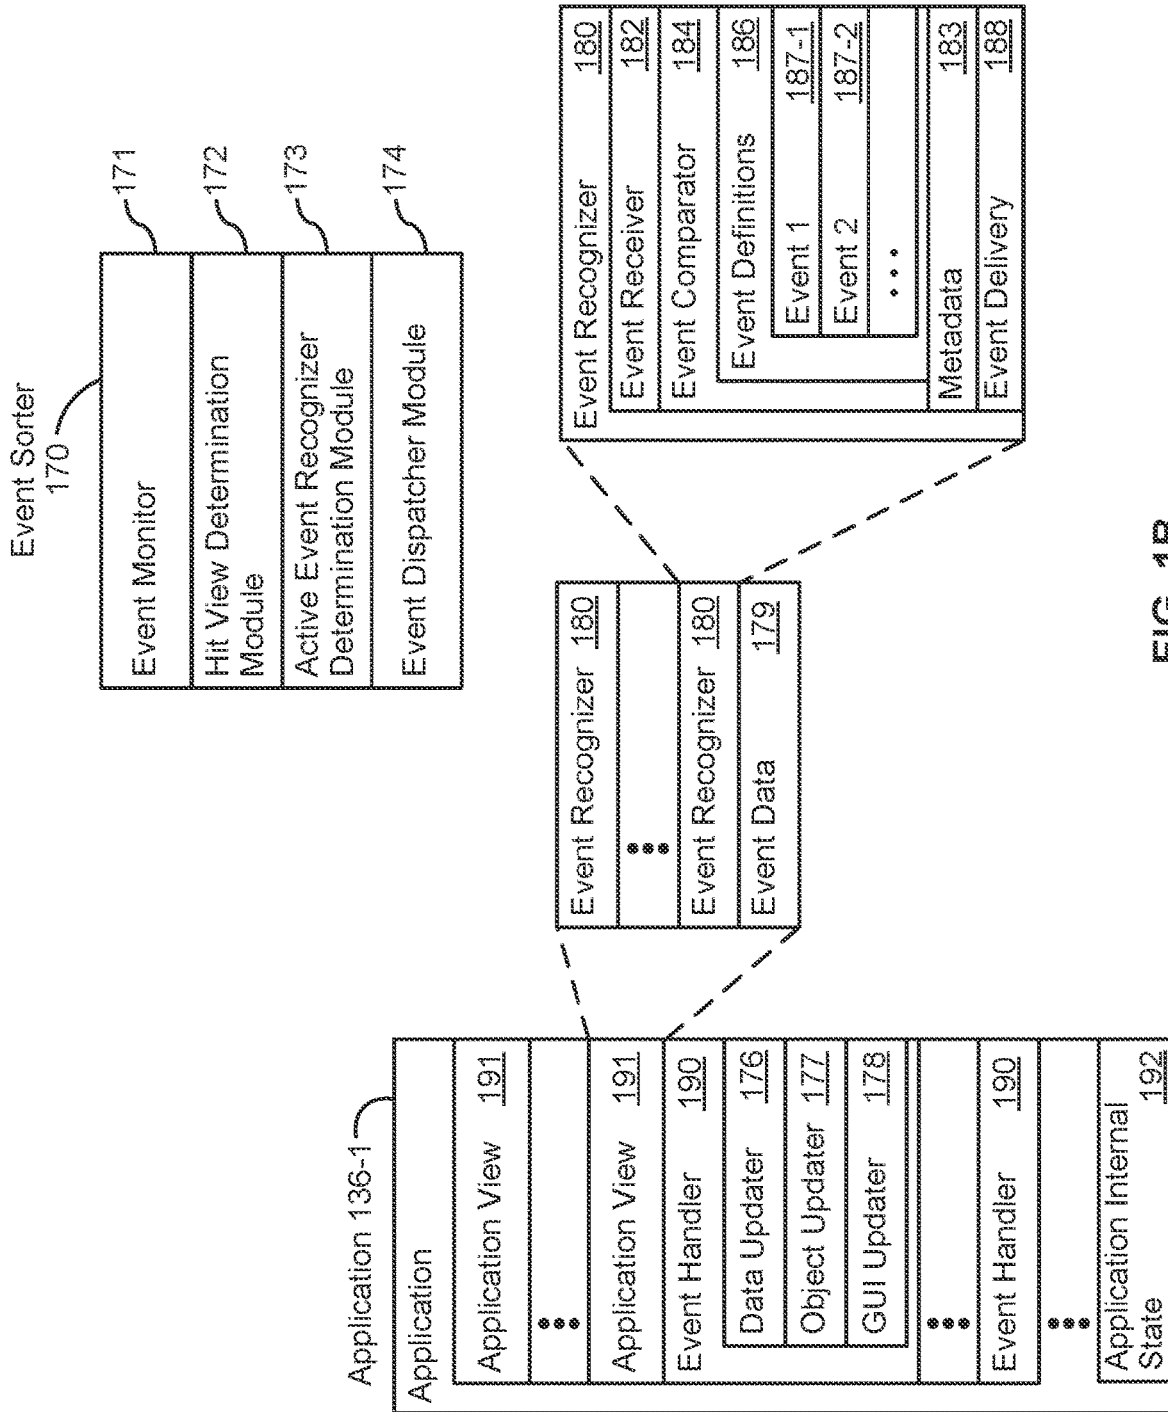 Event Sorter
170
Event Monitor
171
Hit View Determination
Module
172
Active Event Recognizer
Determination Module
173
Event Dispatcher Module
174
Application 136-1
Application
Application View 191
•••
Application View 191
Event Handler 190
Data Updater 176
Object Updater 177
GUI Updater 178
•••
Event Handler 190
•••
Application Internal
State 192
Event Recognizer 180
•••
Event Recognizer 180
Event Data 179
Event Recognizer 180
Event Receiver 182
Event Comparator 184
Event Definitions 186
Event 1 187-1
Event 2 187-2
•••
Metadata 183
Event Delivery 188
FIG. 1B